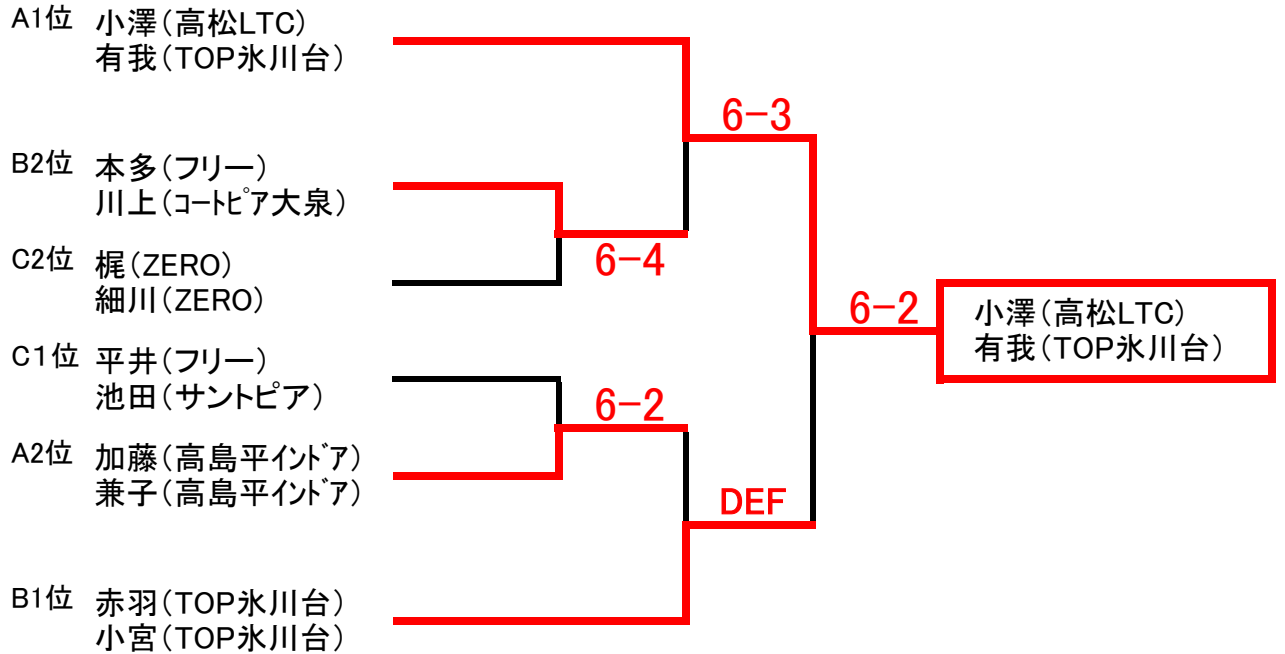 A1位 小澤(高松LTC)
有我(TOP氷川台)
6-3
B2位 本多(フリー)
川上(コートピア大泉)
6-4
C2位 梶(ZERO)
細川(ZERO)
6-2
小澤(高松LTC)
有我(TOP氷川台)
C1位 平井(フリー)
池田(サントピア)
6-2
A2位 加藤(高島平インドア)
兼子(高島平インドア)
DEF
B1位 赤羽(TOP氷川台)
小宮(TOP氷川台)